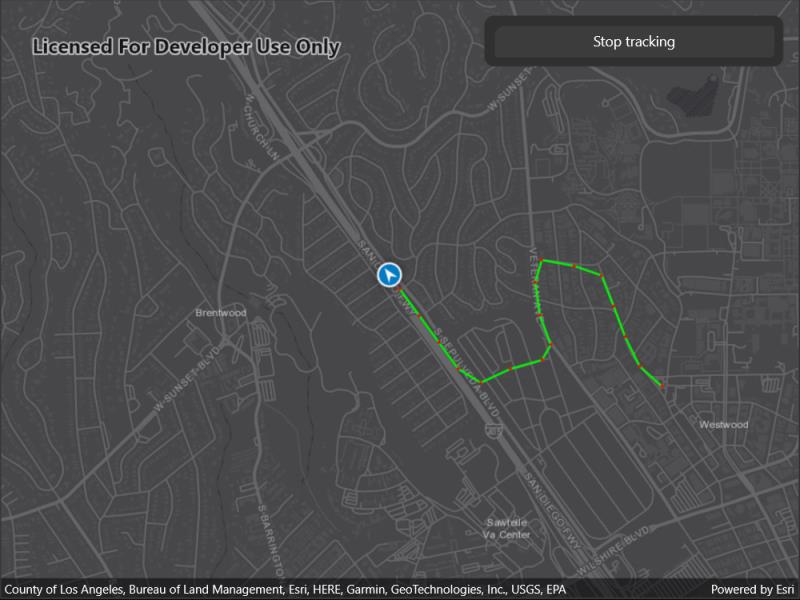 Licensed For Developer Use Only
Stop tracking
W-SUNSET-
N CHURCH LN
VETERAN AVE
Brentwood
W-SUNSET-BLVD
S SEPULVEDA BLVD
Westwood
S-BARRINGTON
SAN DIEGO FWY
Sawtelle
Va Center
WILSHIRE-BLVD
County of Los Angeles, Bureau of Land Management, Esri, HERE, Garmin, GeoTechnologies, Inc., USGS, EPA
Powered by Esri